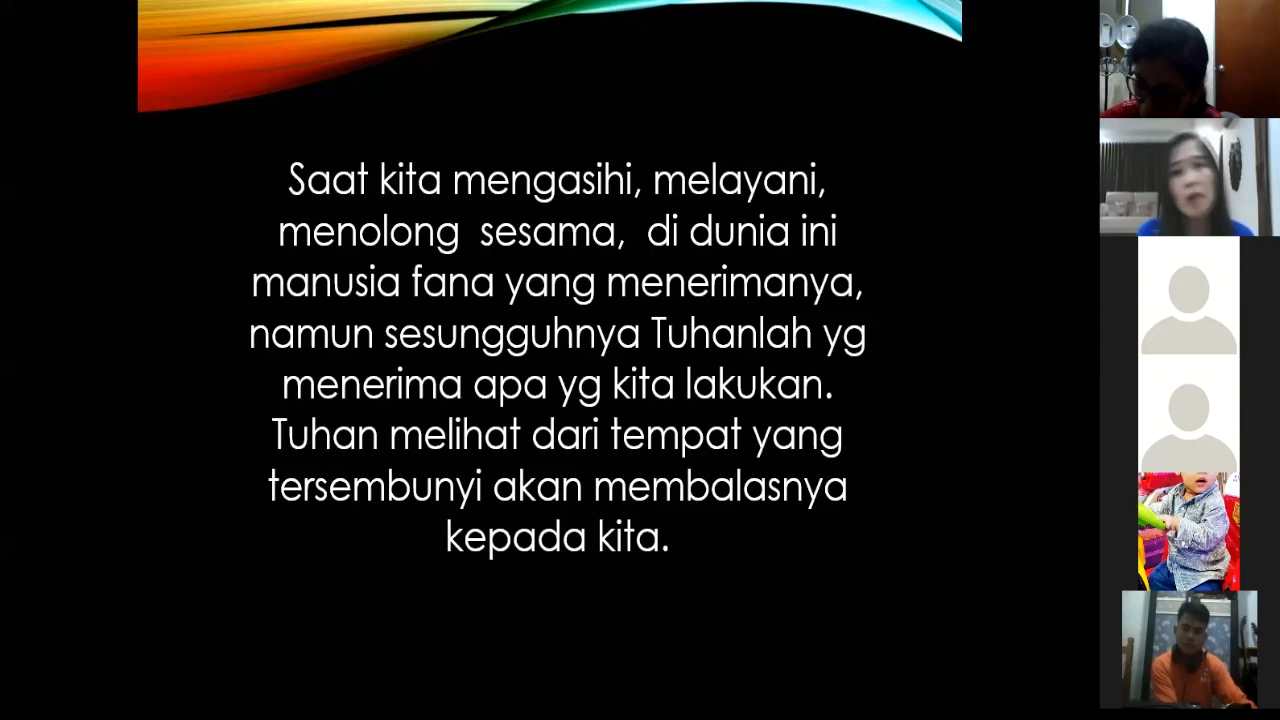 Saat kita mengasihi, melayani,
menolong sesama, di dunia ini
manusia fana yang menerimanya,
namun sesungguhnya Tuhanlah yg
menerima apa yg kita lakukan.
Tuhan melihat dari tempat yang
tersembunyi akan membalasnya
kepada kita.